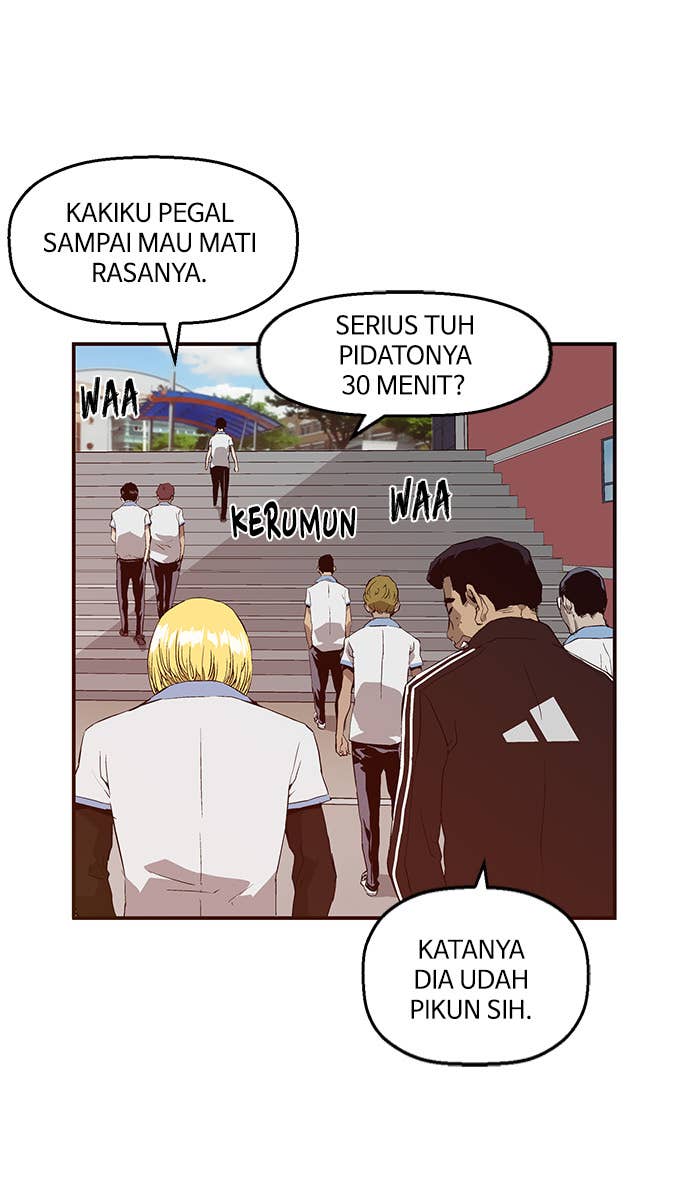 KAKIKU PEGAL
SAMPAI MAU MATI
RASANYA.
SERIUS TUH
PIDATONYA
30 MENIT?
WAA
KERUMUN
WAA
KATANYA
DIA UDAH
PIKUN SIH.